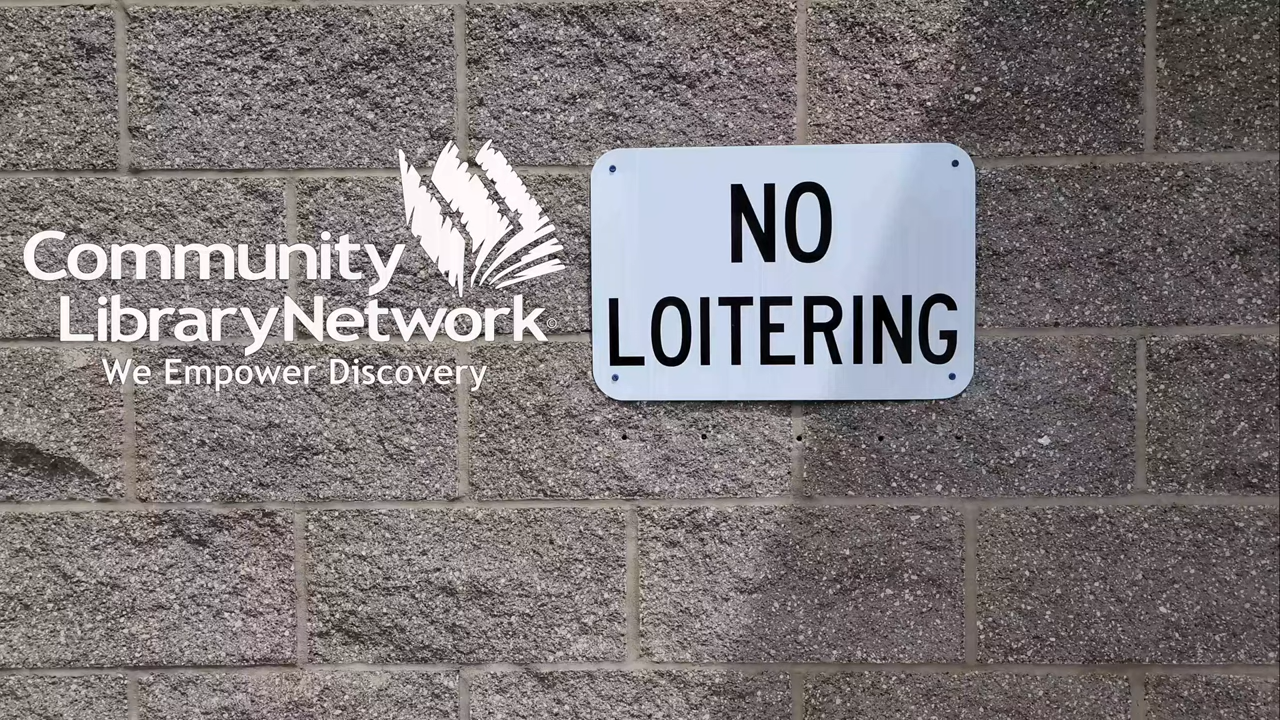 Community
LibraryNetwork©
We Empower Discovery
NO
LOITERING